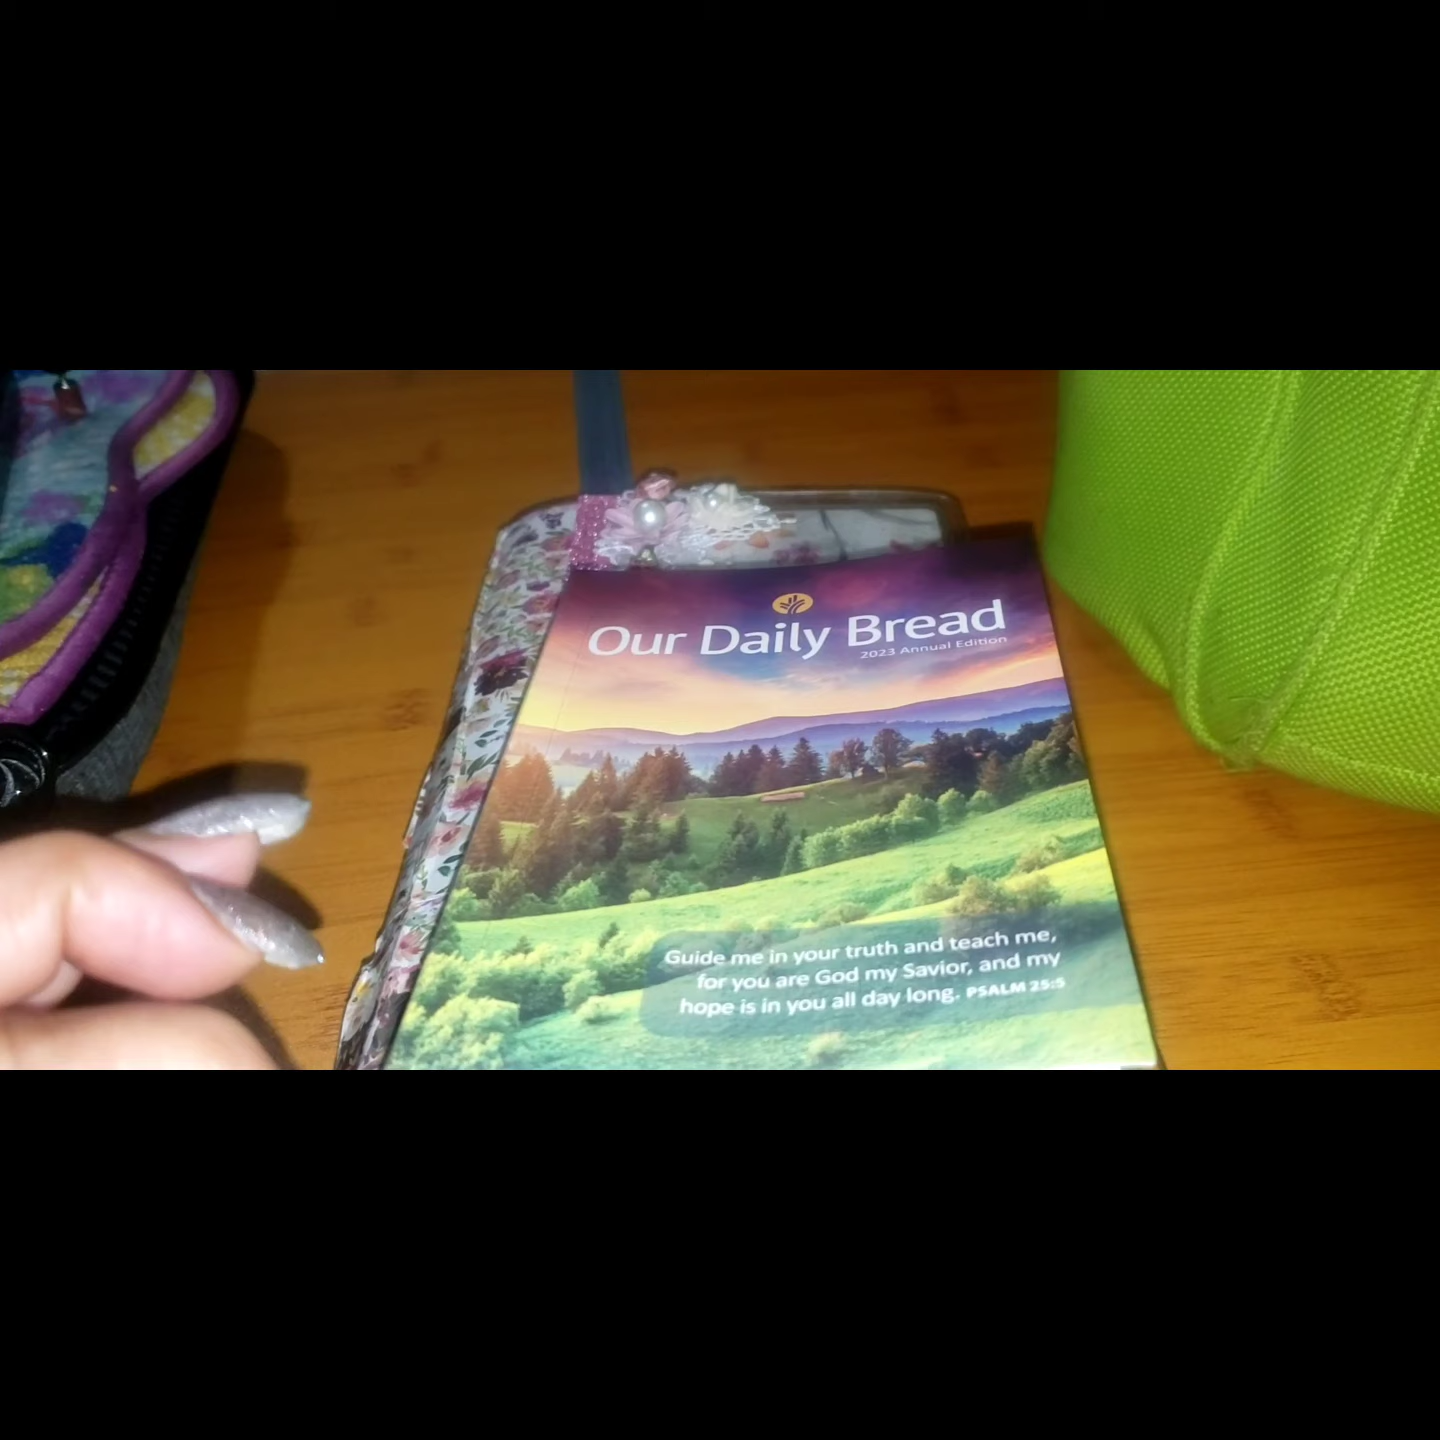 Our Daily Bread
2023 Annual Edition
Guide me in your truth and teach me,
for you are God my Savior, and my
hope is in you all day long. PSALM 25:5